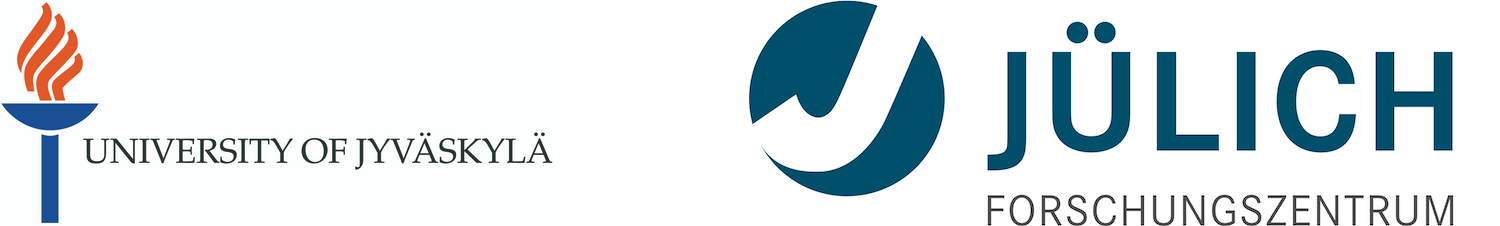 UNIVERSITY OF JYVÄSKYLÄ
JÜLICH
FORSCHUNGSZENTRUM